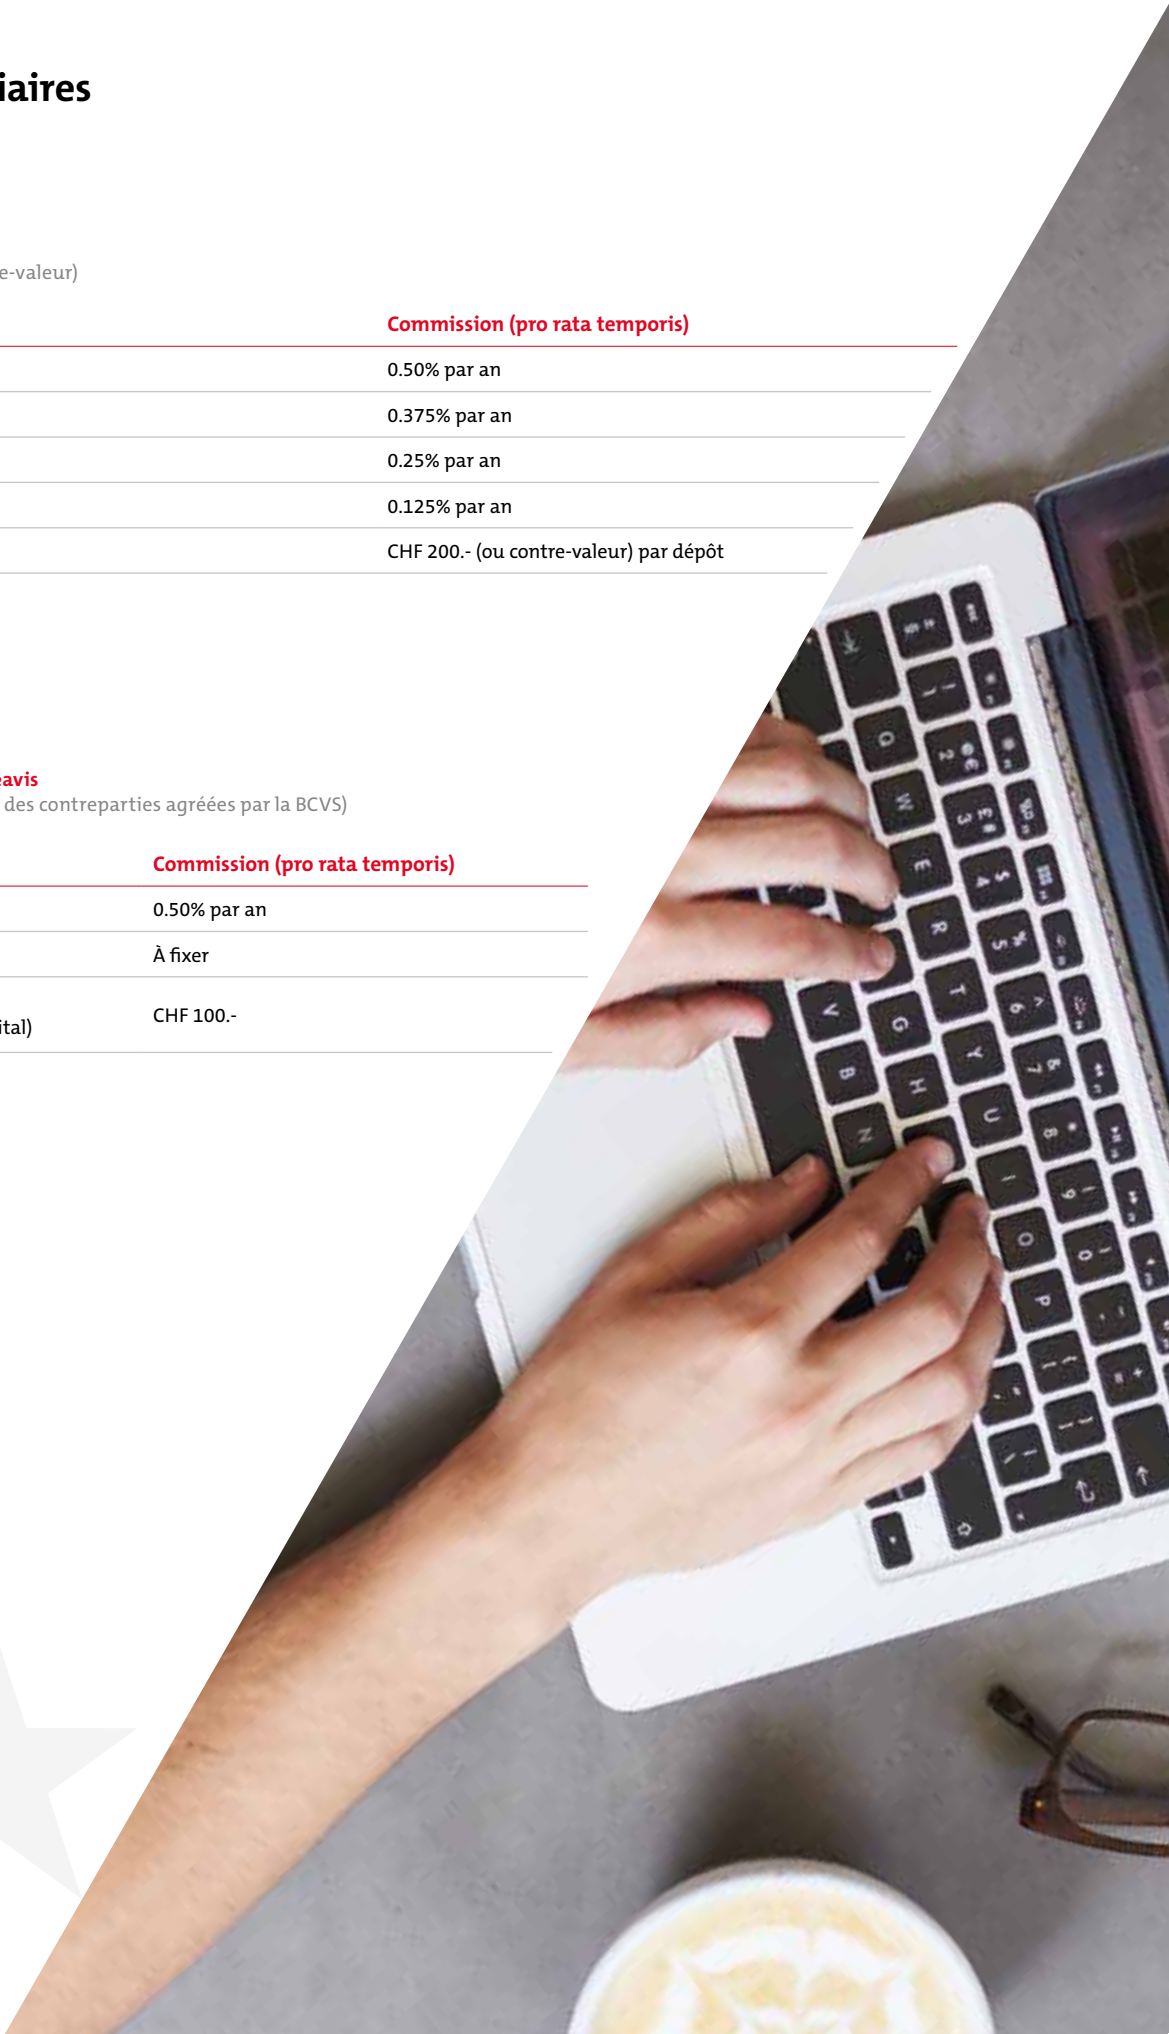 iaires
e-valeur)
Commission (pro rata temporis)
0.50% par an
0.375% par an
0.25% par an
0.125% par an
CHF 200.- (ou contre-valeur) par dépôt
eavis
des contreparties agréées par la BCVS)
Commission (pro rata temporis)
0.50% par an
À fixer
CHF 100.-
ital)